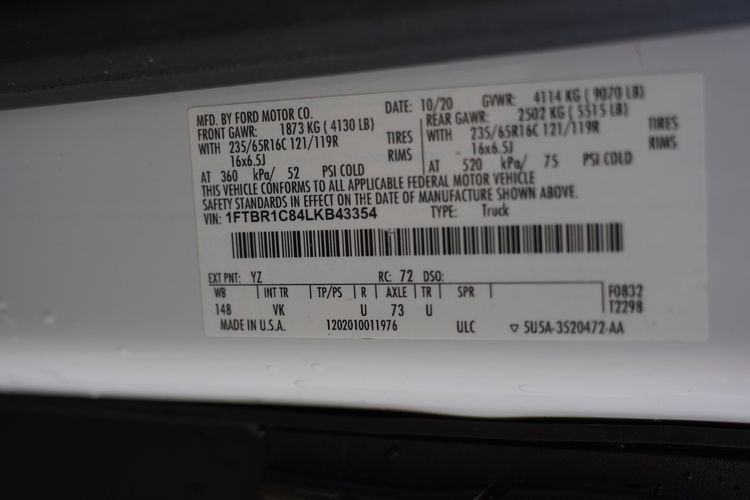 MFD. BY FORD MOTOR CO. DATE: 10/20 GVWR: 4114 KG ( 9070 LB)
FRONT GAWR: 1873 KG ( 4130 LB) REAR GAWR: 2502 KG ( 5515 LB)
WITH 235/65R16C 121/119R TIRES WITH 235/65R16C 121/119R TIRES
16x6.5J RIMS 16x6.5J RIMS
AT 360 kPa/ 52 PSI COLD AT 520 kPa/ 75 PSI COLD
THIS VEHICLE CONFORMS TO ALL APPLICABLE FEDERAL MOTOR VEHICLE
SAFETY STANDARDS IN EFFECT ON THE DATE OF MANUFACTURE SHOWN ABOVE.
VIN: 1FTBR1C84LKB43354 TYPE: Truck
EXT PNT: YZ RC: 72 DSO:
WB INT TR TP/PS R AXLE TR SPR F0832
148 VK U 73 U T2298
MADE IN U.S.A. 1202010011976 ULC ▽ 5U5A-3520472-AA